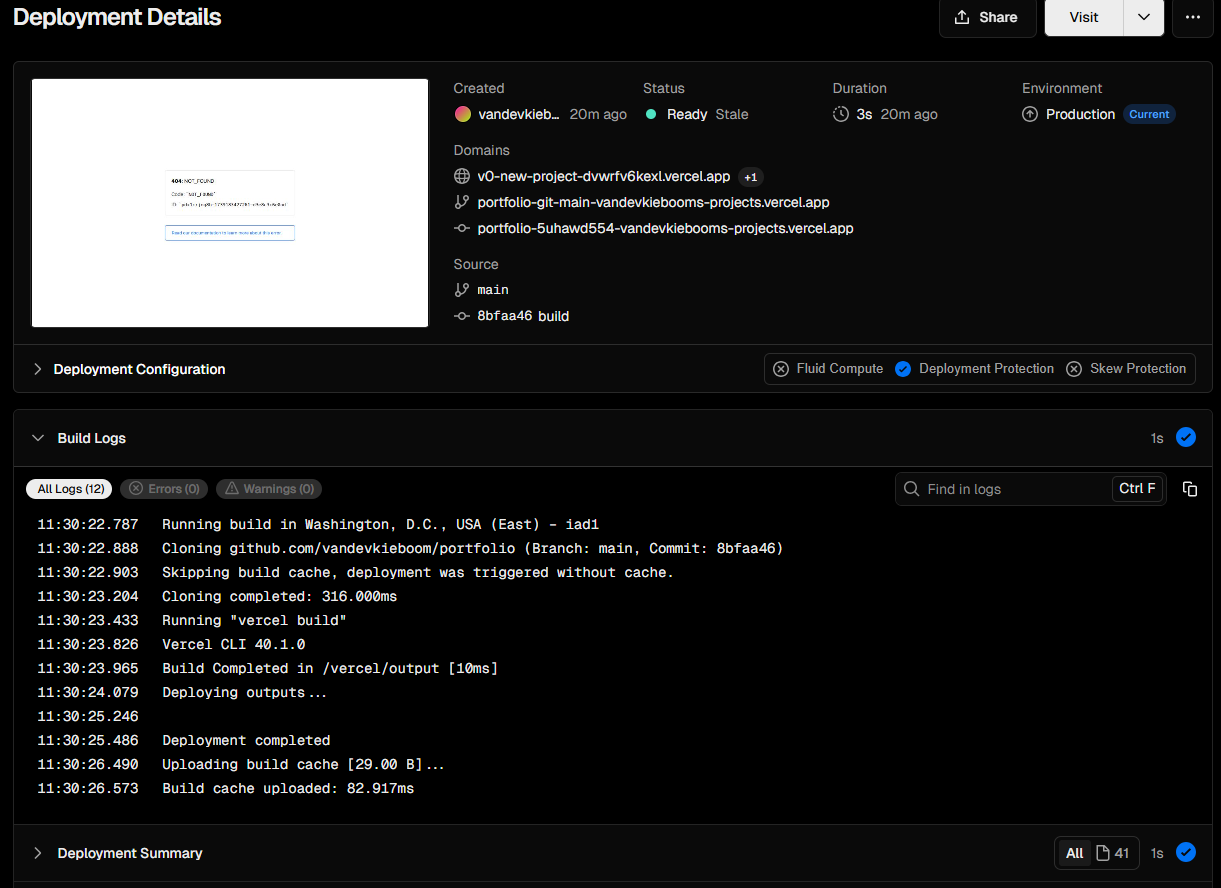 Deployment Details
Share
Visit
404: NOT_FOUND
Code: `NOT_FOUND`
Read our documentation to learn more about this error.
Created
vandevkieb... 20m ago
Status
Ready Stale
Duration
3s 20m ago
Environment
Production Current
Domains
v0-new-project-dvwrfv6kexl.vercel.app +1
portfolio-git-main-vandevkiebooms-projects.vercel.app
portfolio-5uhawd554-vandevkiebooms-projects.vercel.app
Source
main
8bfaa46 build
Deployment Configuration
Fluid Compute Deployment Protection Skew Protection
Build Logs 1s
All Logs (12) Errors (0) Warnings (0) Find in logs Ctrl F
11:30:22.787 Running build in Washington, D.C., USA (East) – iad1
11:30:22.888 Cloning github.com/vandevkieboom/portfolio (Branch: main, Commit: 8bfaa46)
11:30:22.903 Skipping build cache, deployment was triggered without cache.
11:30:23.204 Cloning completed: 316.000ms
11:30:23.433 Running "vercel build"
11:30:23.826 Vercel CLI 40.1.0
11:30:23.965 Build Completed in /vercel/output [10ms]
11:30:24.079 Deploying outputs...
11:30:25.246
11:30:25.486 Deployment completed
11:30:26.490 Uploading build cache [29.00 B]...
11:30:26.573 Build cache uploaded: 82.917ms
Deployment Summary All 41 1s